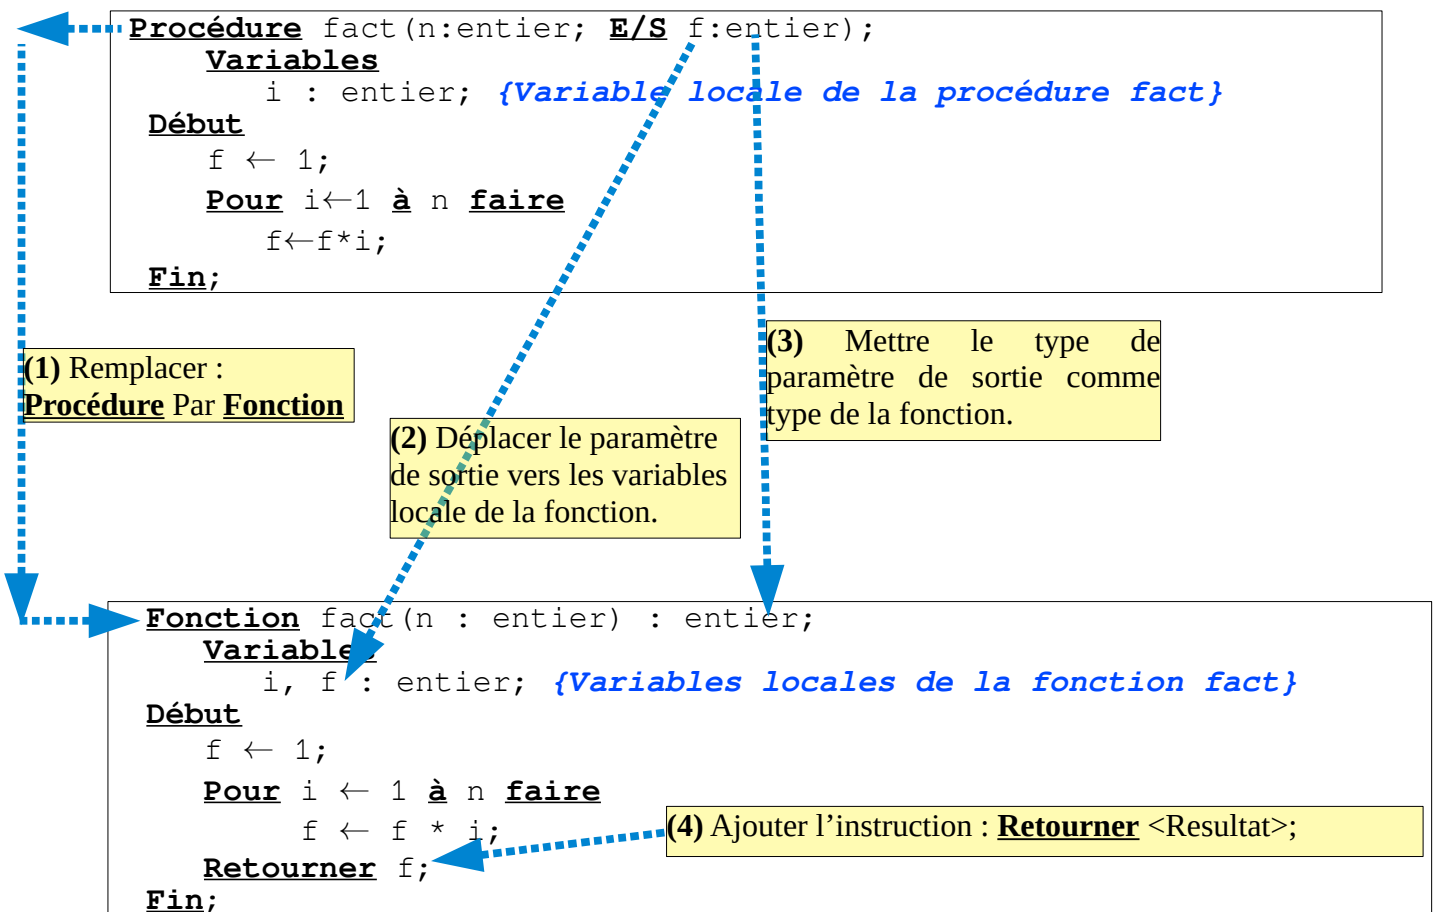 Procédure fact(n:entier; E/S f:entier);
Variables
i : entier; {Variable locale de la procédure fact}
Début
f ← 1;
Pour i←1 à n faire
f←f*i;
Fin;
(1) Remplacer :
Procédure Par Fonction
(2) Déplacer le paramètre
de sortie vers les variables
locale de la fonction.
(3) Mettre le type de
paramètre de sortie comme
type de la fonction.
Fonction fact(n : entier) : entier;
Variables
i, f : entier; {Variables locales de la fonction fact}
Début
f ← 1;
Pour i ← 1 à n faire
f ← f * i;
(4) Ajouter l’instruction : Retourner <Resultat>;
Retourner f;
Fin;